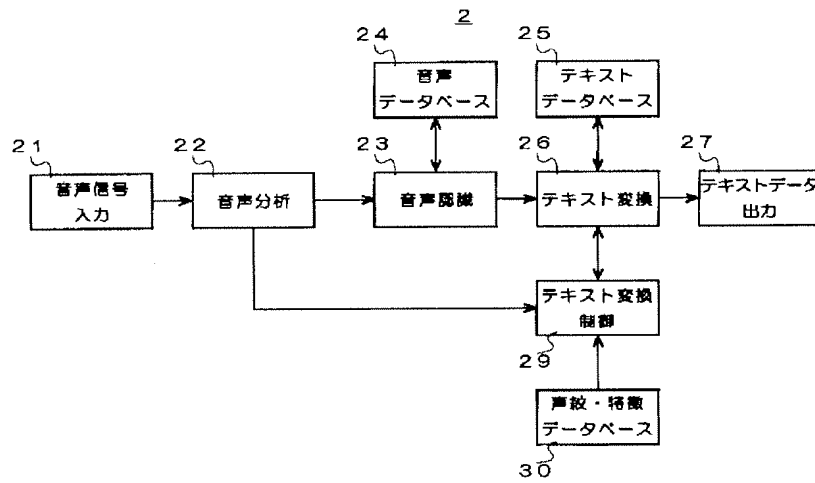 2
24
音声
データベース
25
テキスト
データベース
21
音声信号
入力
22
音声分析
23
音声認識
26
テキスト変換
27
テキストデータ
出力
テキスト変換
制御
29
声紋・特徴
データベース
30